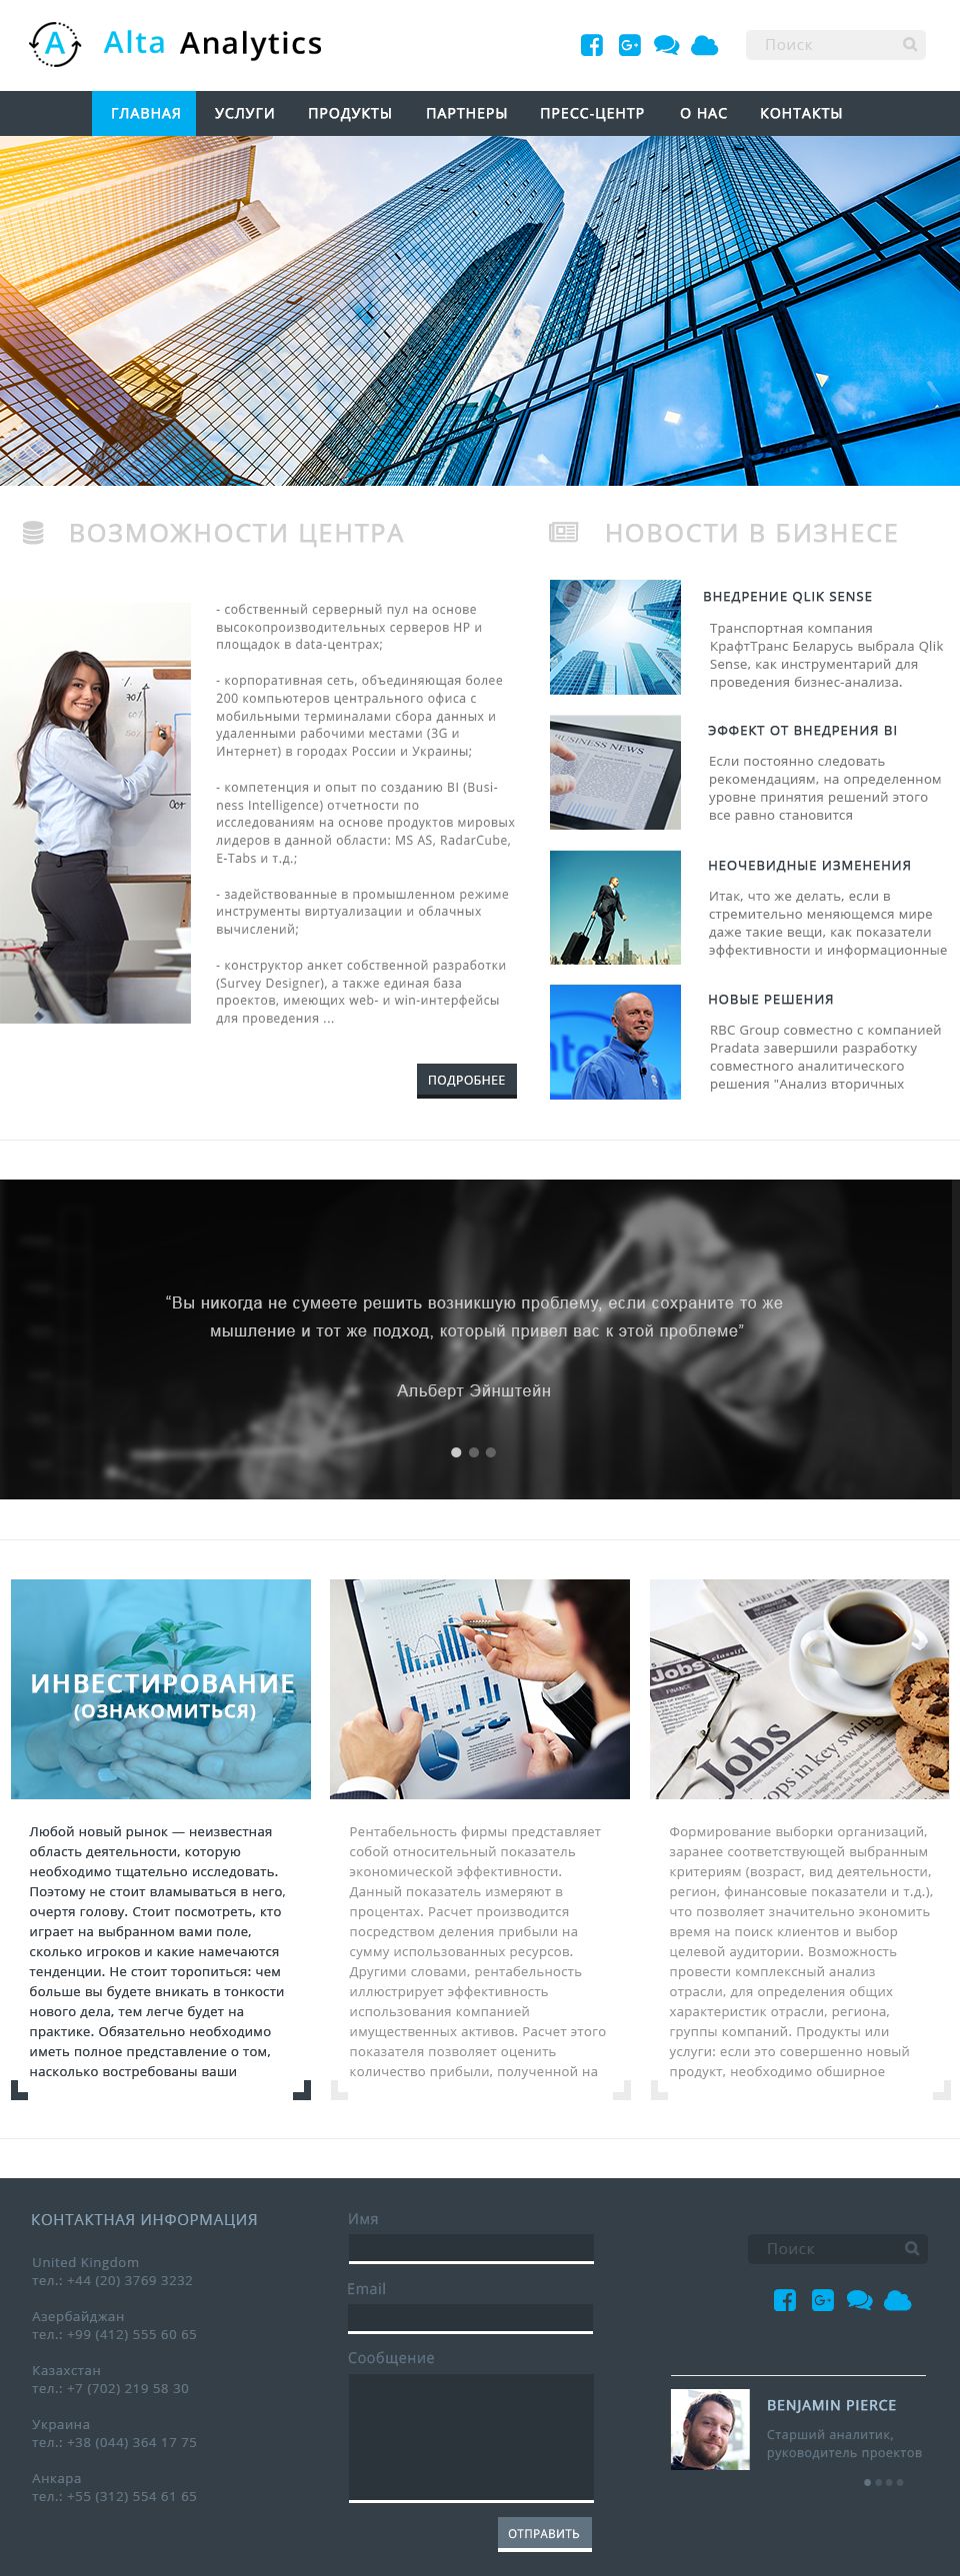 A Alta Analytics
Поиск
ГЛАВНАЯ УСЛУГИ ПРОДУКТЫ ПАРТНЕРЫ ПРЕСС-ЦЕНТР О НАС КОНТАКТЫ
ВОЗМОЖНОСТИ ЦЕНТРА
- собственный серверный пул на основе
высокопроизводительных серверов HP и
площадок в data-центрах;
- корпоративная сеть, объединяющая более
200 компьютеров центрального офиса с
мобильными терминалами сбора данных и
удаленными рабочими местами (3G и
Интернет) в городах России и Украины;
- компетенция и опыт по созданию BI (Busi-
ness Intelligence) отчетности по
исследованиям на основе продуктов мировых
лидеров в данной области: MS AS, RadarCube,
E-Tabs и т.д.;
- задействованные в промышленном режиме
инструменты виртуализации и облачных
вычислений;
- конструктор анкет собственной разработки
(Survey Designer), а также единая база
проектов, имеющих web- и win-интерфейсы
для проведения ...
ПОДРОБНЕЕ
НОВОСТИ В БИЗНЕСЕ
ВНЕДРЕНИЕ QLIK SENSE
Транспортная компания
КрафтТранс Беларусь выбрала Qlik
Sense, как инструментарий для
проведения бизнес-анализа.
BUSINESS NEWS
ЭФФЕКТ ОТ ВНЕДРЕНИЯ BI
Если постоянно следовать
рекомендациям, на определенном
уровне принятия решений этого
все равно становится
НЕОЧЕВИДНЫЕ ИЗМЕНЕНИЯ
Итак, что же делать, если в
стремительно меняющемся мире
даже такие вещи, как показатели
эффективности и информационные
НОВЫЕ РЕШЕНИЯ
RBC Group совместно с компанией
Pradata завершили разработку
совместного аналитического
решения "Анализ вторичных
“Вы никогда не сумеете решить возникшую проблему, если сохраните то же
мышление и тот же подход, который привел вас к этой проблеме”
Альберт Эйнштейн
ИНВЕСТИРОВАНИЕ
(ОЗНАКОМИТЬСЯ)
Любой новый рынок — неизвестная
область деятельности, которую
необходимо тщательно исследовать.
Поэтому не стоит вламываться в него,
очертя голову. Стоит посмотреть, кто
играет на выбранном вами поле,
сколько игроков и какие намечаются
тенденции. Не стоит торопиться: чем
больше вы будете вникать в тонкости
нового дела, тем легче будет на
практике. Обязательно необходимо
иметь полное представление о том,
насколько востребованы ваши
Рентабельность фирмы представляет
собой относительный показатель
экономической эффективности.
Данный показатель измеряют в
процентах. Расчет производится
посредством деления прибыли на
сумму использованных ресурсов.
Другими словами, рентабельность
иллюстрирует эффективность
использования компанией
имущественных активов. Расчет этого
показателя позволяет оценить
количество прибыли, полученной на
Jobs
Jobs
Формирование выборки организаций,
заранее соответствующей выбранным
критериям (возраст, вид деятельности,
регион, финансовые показатели и т.д.),
что позволяет значительно экономить
время на поиск клиентов и выбор
целевой аудитории. Возможность
провести комплексный анализ
отрасли, для определения общих
характеристик отрасли, региона,
группы компаний. Продукты или
услуги: если это совершенно новый
продукт, необходимо обширное
КОНТАКТНАЯ ИНФОРМАЦИЯ
United Kingdom
тел.: +44 (20) 3769 3232
Азербайджан
тел.: +99 (412) 555 60 65
Казахстан
тел.: +7 (702) 219 58 30
Украина
тел.: +38 (044) 364 17 75
Анкара
тел.: +55 (312) 554 61 65
Имя
Email
Сообщение
ОТПРАВИТЬ
Поиск
BENJAMIN PIERCE
Старший аналитик,
руководитель проектов